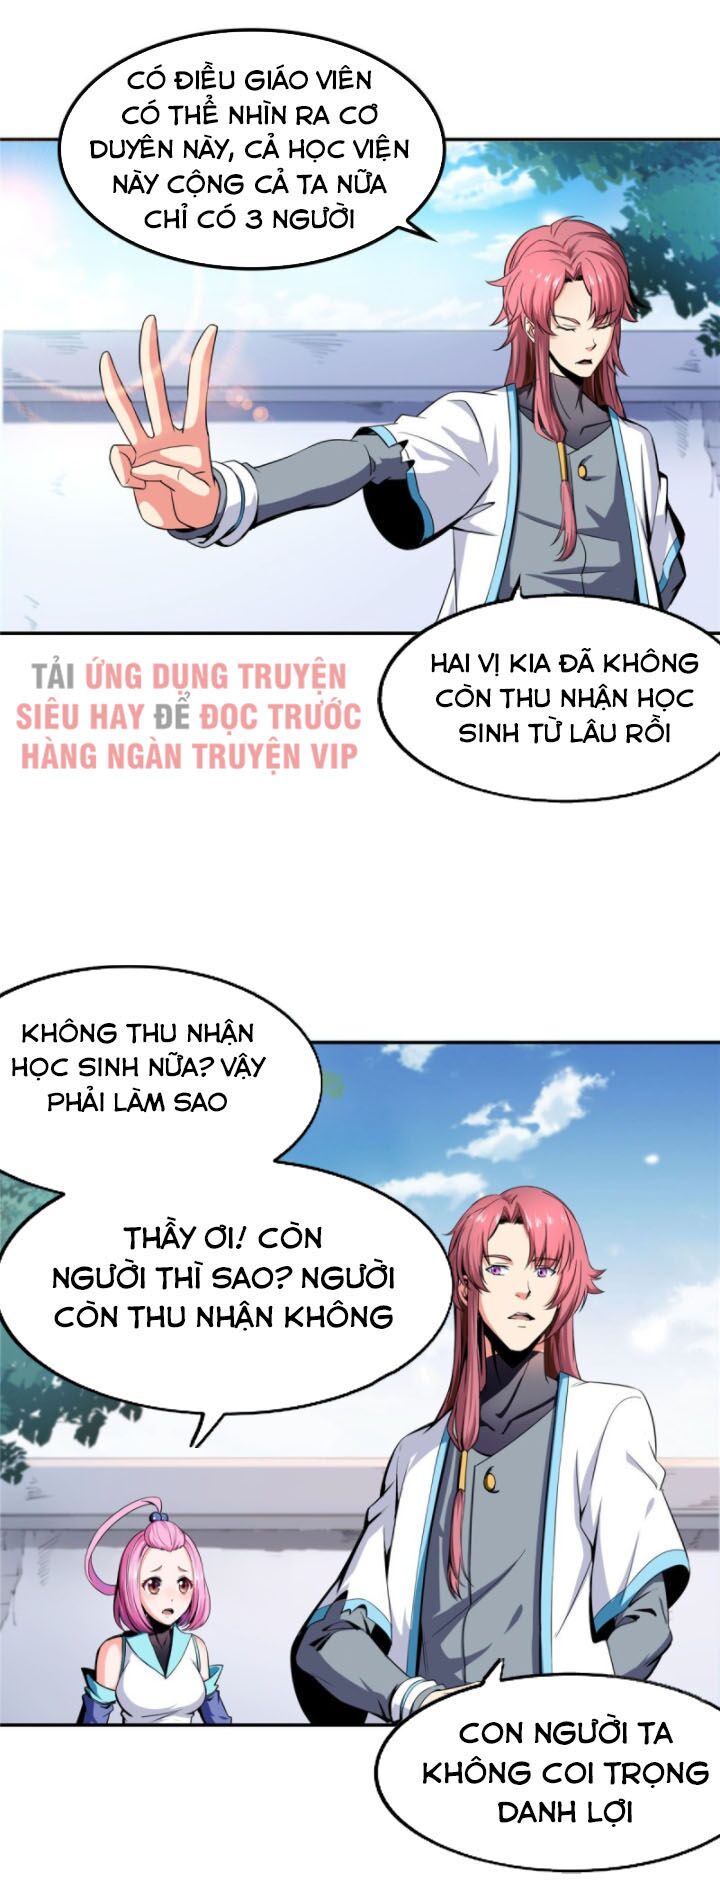 CÓ ĐIỀU GIÁO VIÊN
CÓ THỂ NHÌN RA CƠ
DUYÊN NÀY, CẢ HỌC VIỆN
NÀY CỘNG CẢ TA NỮA
CHỈ CÓ 3 NGƯỜI
HAI VỊ KIA ĐÃ KHÔNG
CÒN THU NHẬN HỌC
SINH TỪ LÂU RỒI
TẢI ỨNG DỤNG TRUYỆN
SIÊU HAY ĐỂ ĐỌC TRƯỚC
HÀNG NGÀN TRUYỆN VIP
KHÔNG THU NHẬN
HỌC SINH NỮA? VẬY
PHẢI LÀM SAO
THẦY ƠI! CÒN
NGƯỜI THÌ SAO? NGƯỜI
CÒN THU NHẬN KHÔNG
CON NGƯỜI TA
KHÔNG COI TRỌNG
DANH LỢI